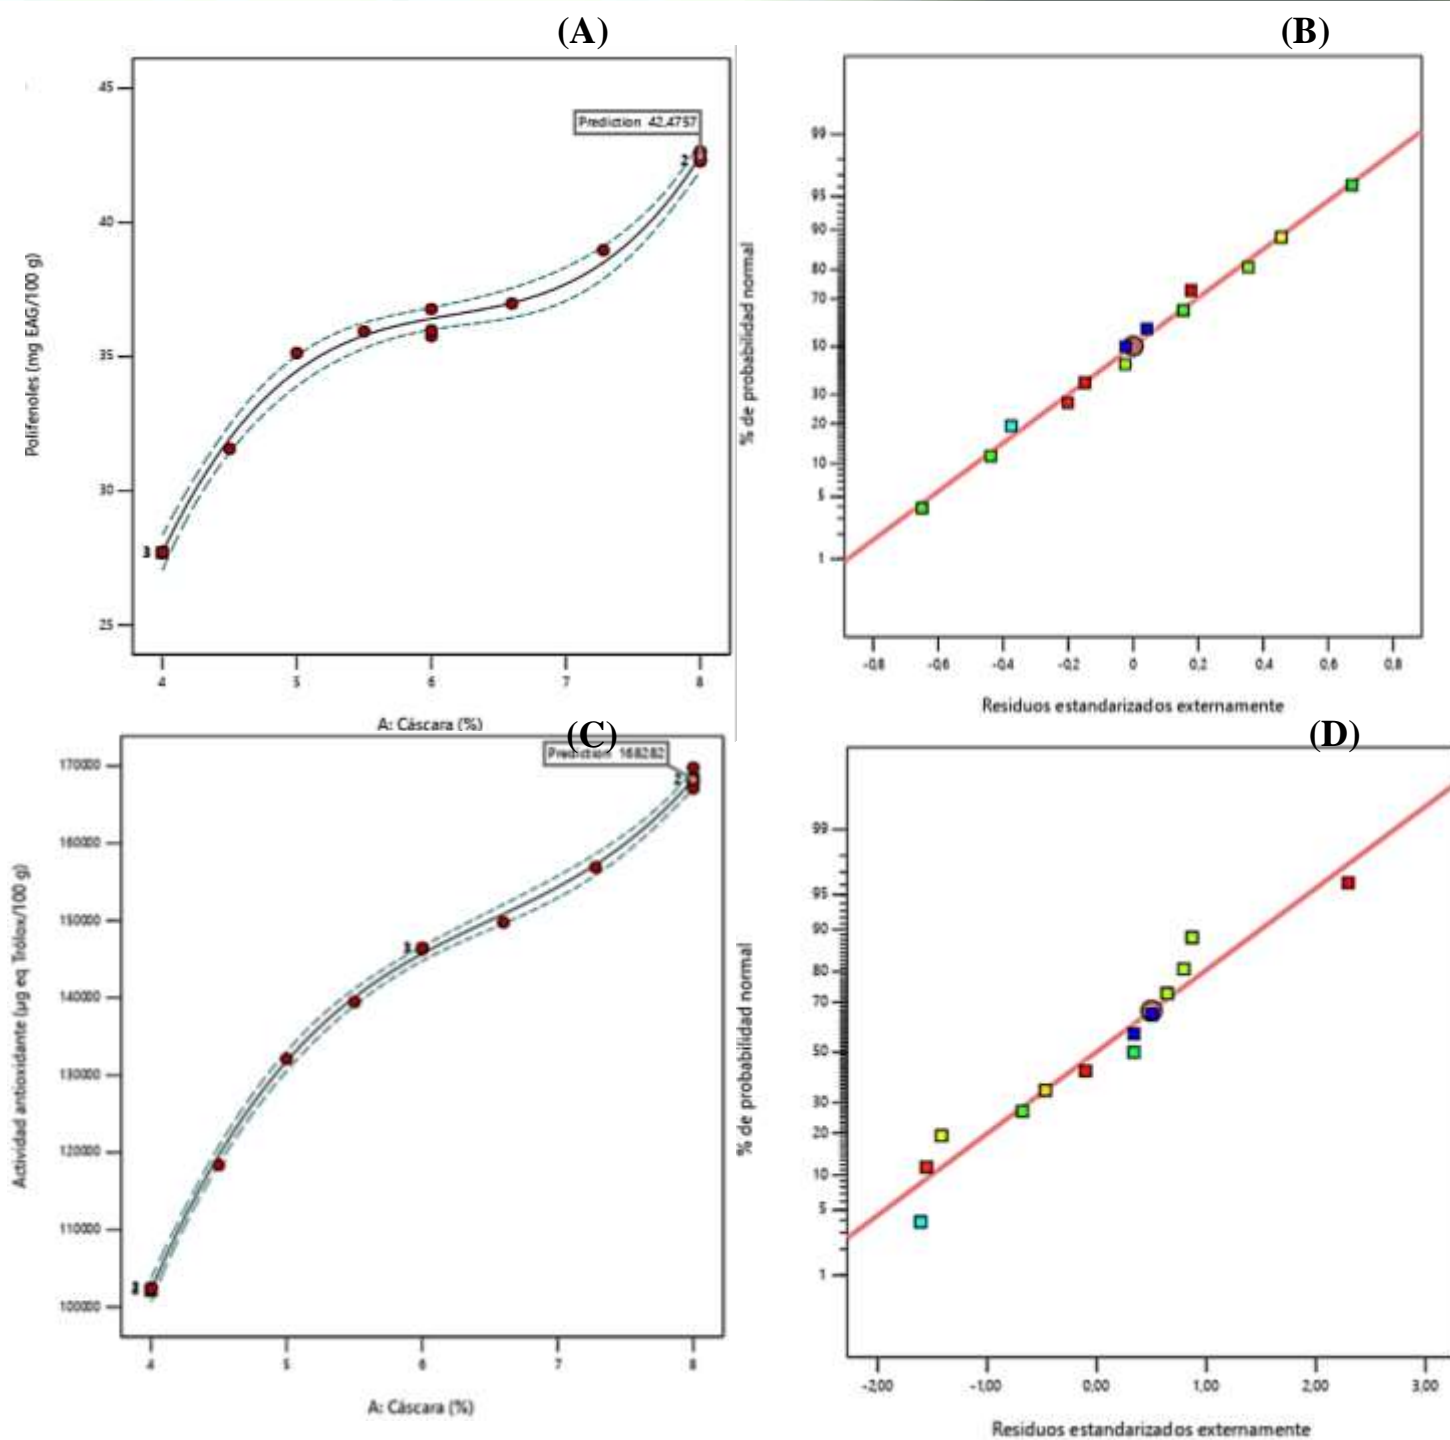 (A)
45
Prediction 42,4757
2
40
Polifenoles (mg EAG/100 g)
35
30
3
25
4 5 6 7 8
A: Cáscara (%)
(B)
99
95
90
80
70
50
30
20
10
5
1
% de probabilidad normal
-0,8 -0,6 -0,4 -0,2 0 0,2 0,4 0,6 0,8
Residuos estandarizados externamente
(C)
Prediction 168282
170000
2
160000
150000
3
140000
130000
120000
110000
100000
Actividad antioxidante (µg eq Trólox/100 g)
4 5 6 7 8
A: Cáscara (%)
(D)
99
95
90
80
70
50
30
20
10
5
1
% de probabilidad normal
-2,00 -1,00 0,00 1,00 2,00 3,00
Residuos estandarizados externamente